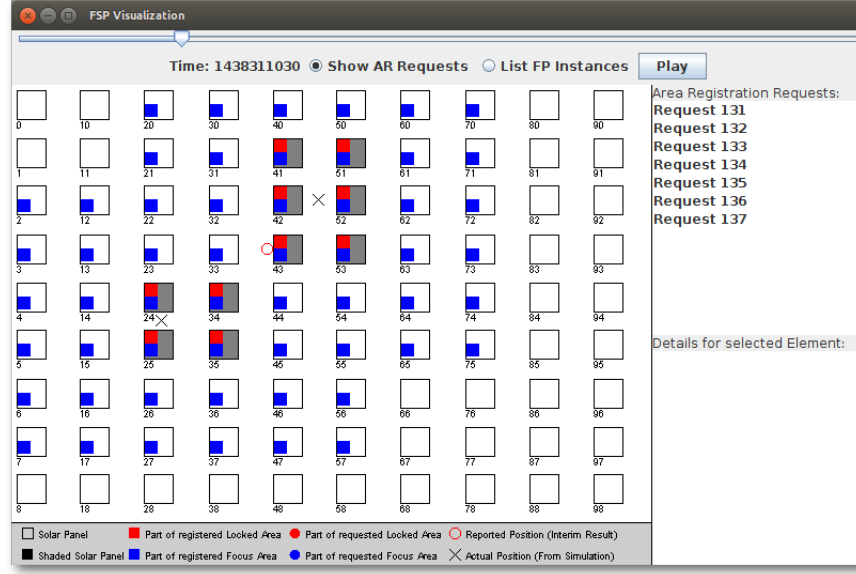 FSP Visualization
Time: 1438311030 Show AR Requests List FP Instances Play
Area Registration Requests:
Request 131
Request 132
Request 133
Request 134
Request 135
Request 136
Request 137
Details for selected Element:
0 10 20 30 40 50 60 70 80 90
1 11 21 31 41 51 61 71 81 91
2 12 22 32 42 52 62 72 82 92
3 13 23 33 43 53 63 73 83 93
4 14 24 34 44 54 64 74 84 94
5 15 25 35 45 55 65 75 85 95
6 16 26 36 46 56 66 76 86 96
7 17 27 37 47 57 67 77 87 97
8 18 28 38 48 58 68 78 88 98
Solar Panel Part of registered Locked Area Part of requested Locked Area Reported Position (Interim Result)
Shaded Solar Panel Part of registered Focus Area Part of requested Focus Area Actual Position (From Simulation)